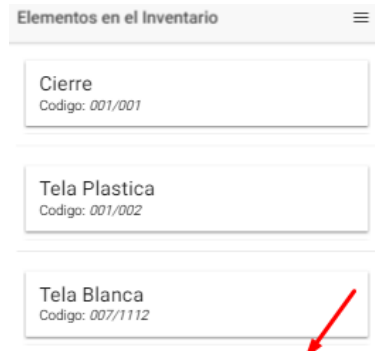 Elementos en el Inventario
Cierre
Codigo: 001/001
Tela Plastica
Codigo: 001/002
Tela Blanca
Codigo: 007/1112